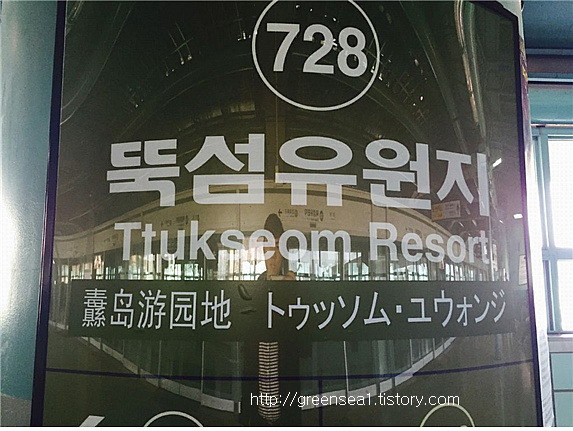 728
뚝섬유원지
Ttukseom Resort
纛岛游园地 トゥッソム・ユウォンジ
http://greensea1.tistory.com